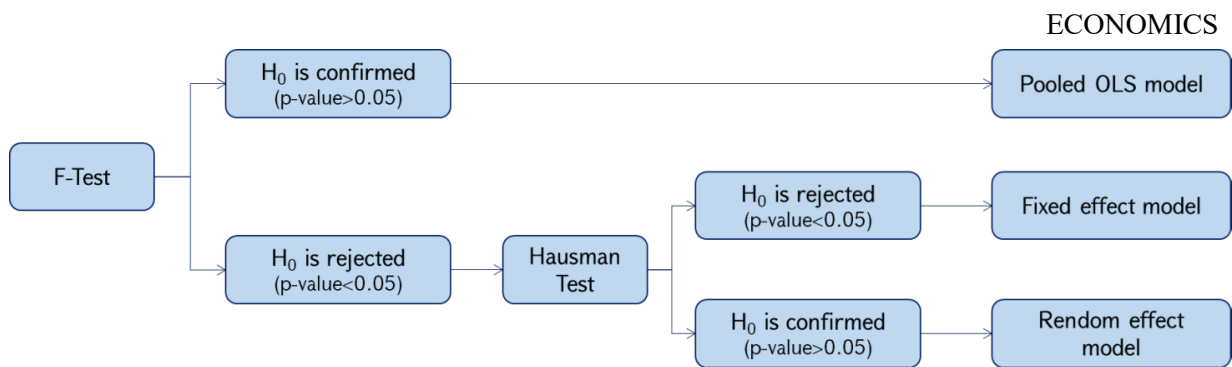 ECONOMICS
H₀ is confirmed
(p-value>0.05)
Pooled OLS model
F-Test
H₀ is rejected
(p-value<0.05)
Fixed effect model
H₀ is rejected
(p-value<0.05)
Hausman
Test
H₀ is confirmed
(p-value>0.05)
Rendom effect
model